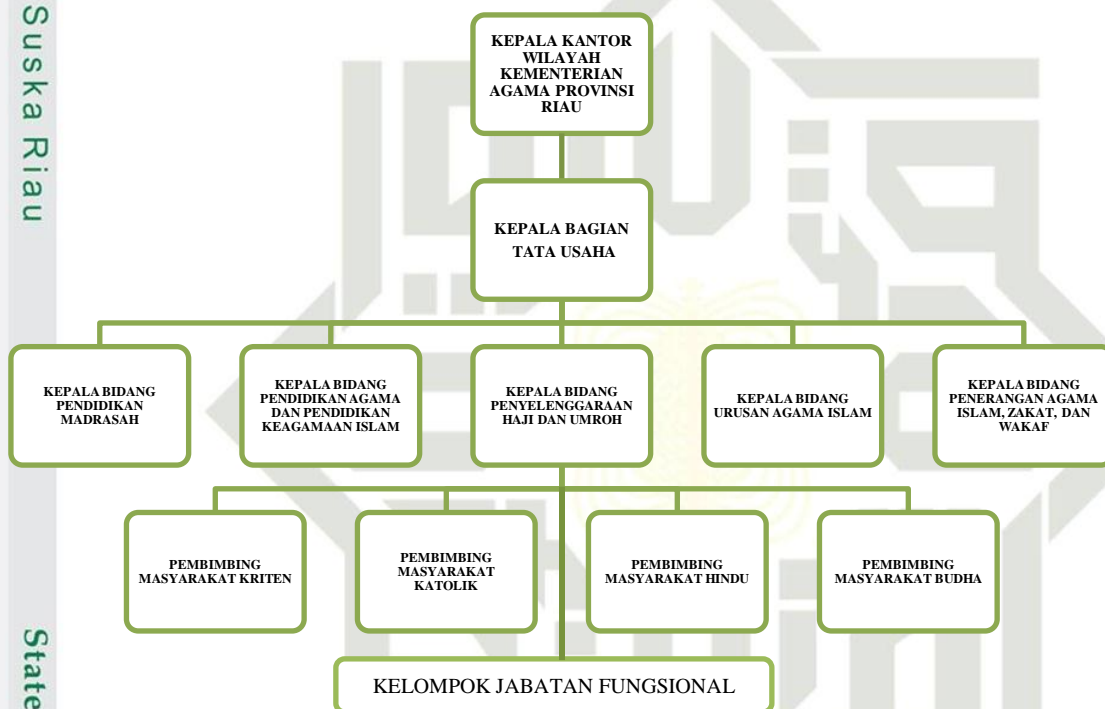 Suska Riau
State
KEPALA KANTOR
WILAYAH
KEMENTERIAN
AGAMA PROVINSI
RIAU
KEPALA BAGIAN
TATA USAHA
KEPALA BIDANG
PENDIDIKAN
MADRASAH
KEPALA BIDANG
PENDIDIKAN AGAMA
DAN PENDIDIKAN
KEAGAMAAN ISLAM
KEPALA BIDANG
PENYELENGGARAAN
HAJI DAN UMROH
KEPALA BIDANG
URUSAN AGAMA ISLAM
KEPALA BIDANG
PENERANGAN AGAMA
ISLAM, ZAKAT, DAN
WAKAF
PEMBIMBING
MASYARAKAT KRITEN
PEMBIMBING
MASYARAKAT
KATOLIK
PEMBIMBING
MASYARAKAT HINDU
PEMBIMBING
MASYARAKAT BUDHA
KELOMPOK JABATAN FUNGSIONAL